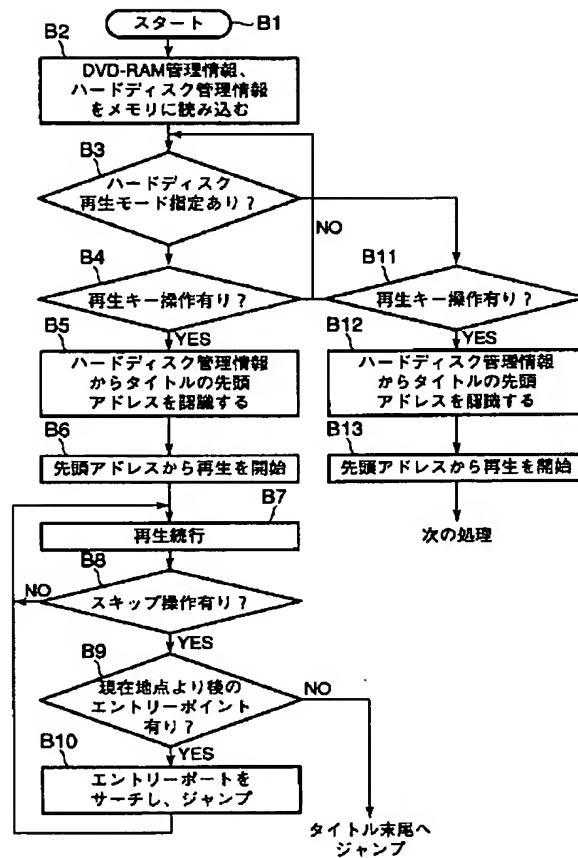 スタート
B1
B2
DVD-RAM管理情報、
ハードディスク管理情報
をメモリに読み込む
B3
ハードディスク
再生モード指定あり？
NO
B4
再生キー操作有り？
YES
B11
再生キー操作有り？
YES
B5
ハードディスク管理情報
からタイトルの先頭
アドレスを認識する
B12
ハードディスク管理情報
からタイトルの先頭
アドレスを認識する
B6
先頭アドレスから再生を開始
B13
先頭アドレスから再生を開始
次の処理
B7
再生続行
B8
スキップ操作有り？
NO
YES
B9
現在地点より後の
エントリーポイント
有り？
NO
YES
B10
エントリーポートを
サーチし、ジャンプ
タイトル末尾へ
ジャンプ